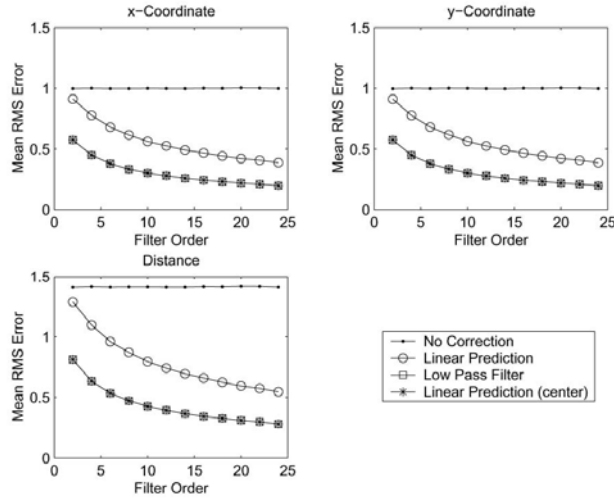 x-Coordinate
1.5
1
0.5
0
Mean RMS Error
0 5 10 15 20 25
Filter Order
y-Coordinate
1.5
1
0.5
0
Mean RMS Error
0 5 10 15 20 25
Filter Order
Distance
1.5
1
0.5
0
Mean RMS Error
0 5 10 15 20 25
Filter Order
No Correction
Linear Prediction
Low Pass Filter
Linear Prediction (center)